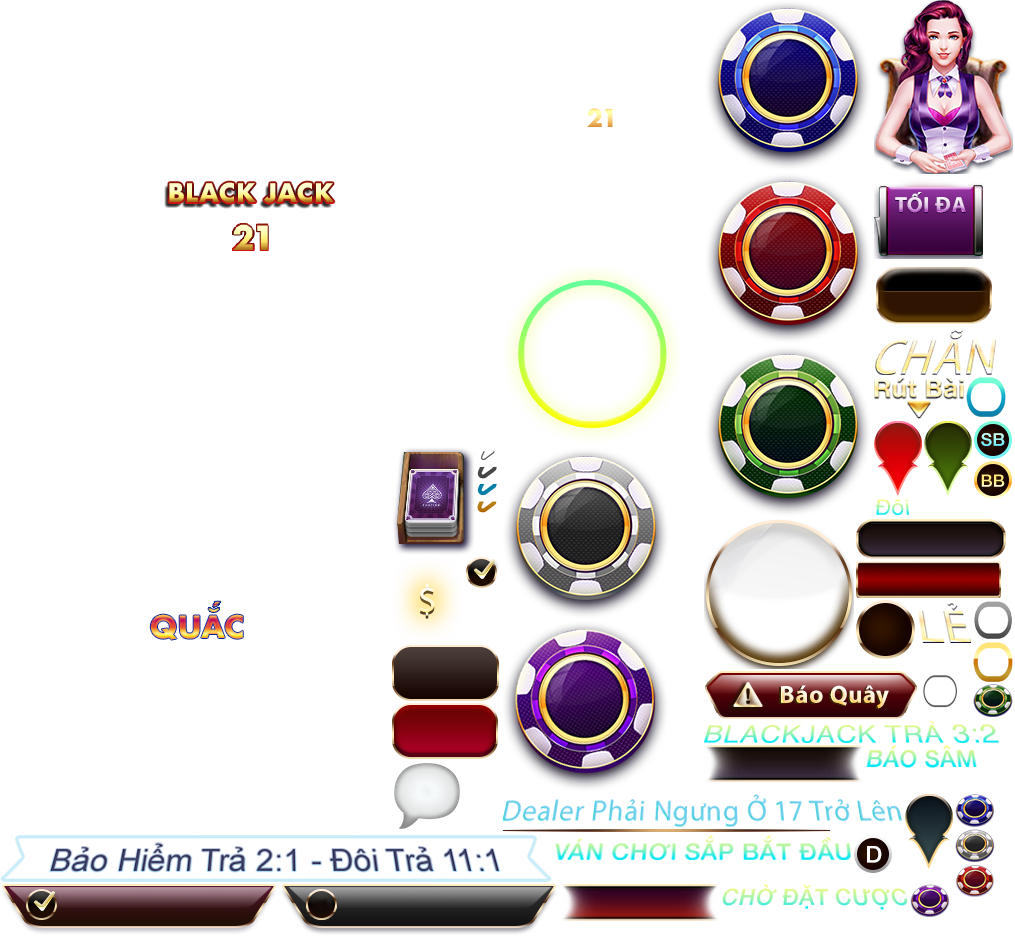 21
BLACK JACK
21
TỐI ĐA
CHẴN
Rút Bài
SB
BB
Đôi
$
QUẮC
LẺ
Báo Quây
BLACKJACK TRẢ 3:2
BÁO SÂM
Dealer Phải Ngưng Ở 17 Trở Lên
VÁN CHƠI SẮP BẮT ĐẦU
D
Bảo Hiểm Trả 2:1 - Đôi Trả 11:1
CHỜ ĐẶT CƯỢC